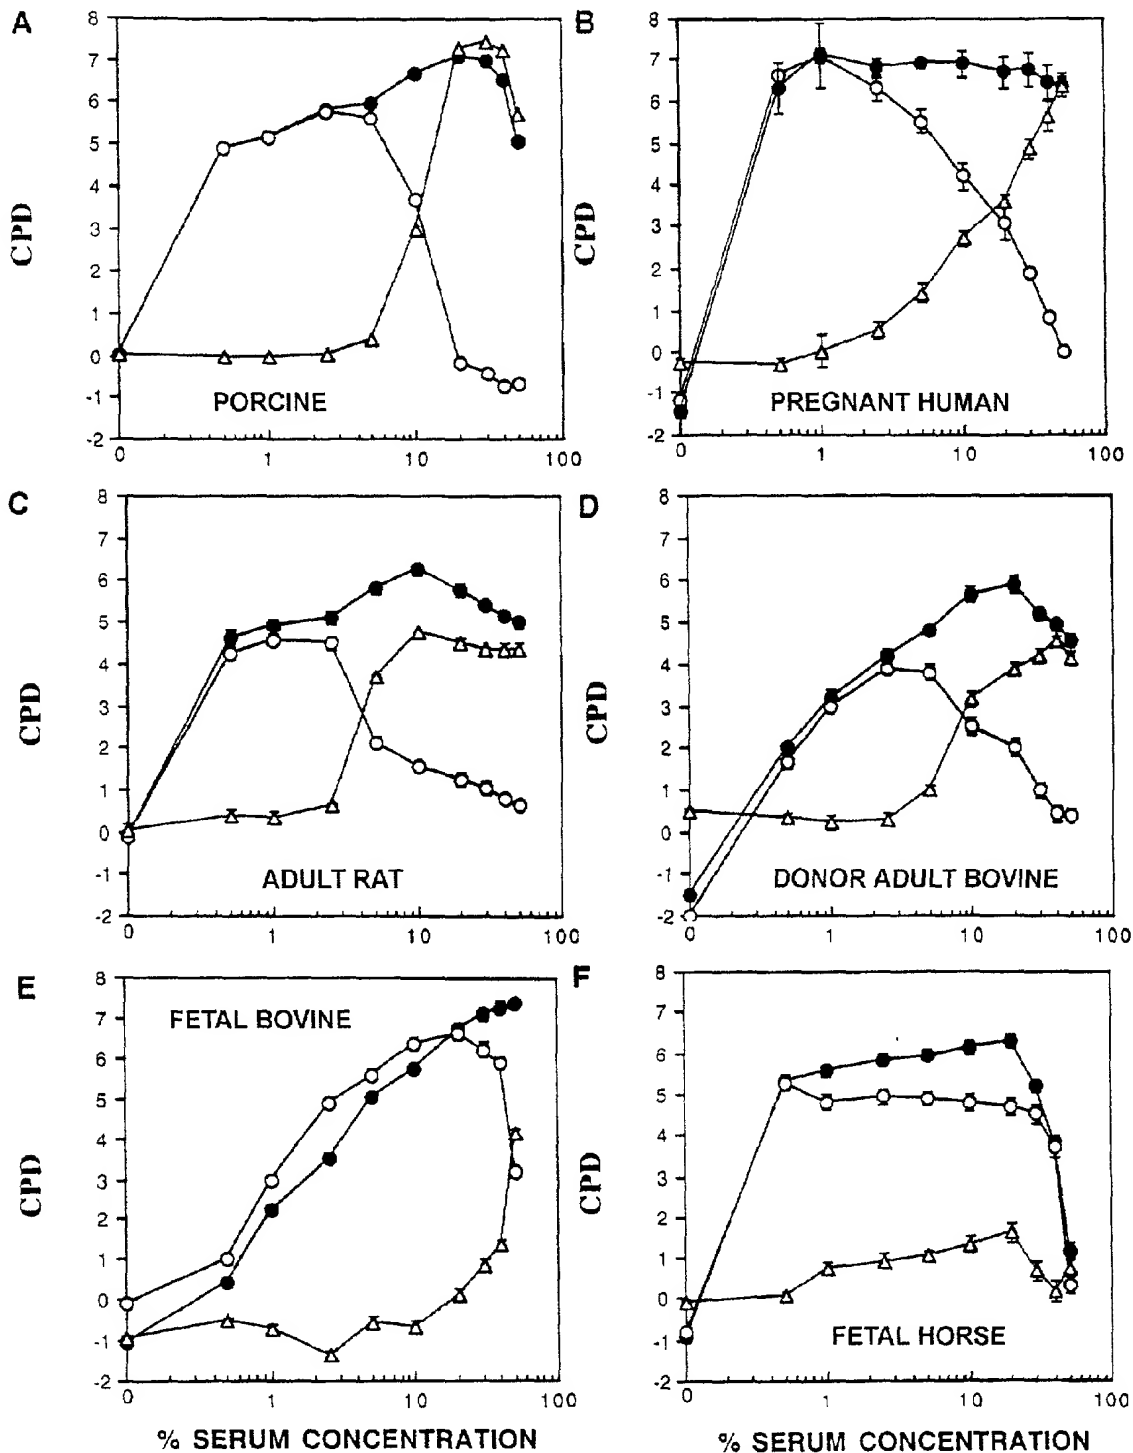 A
8
7
6
5
4
3
2
1
0
-1
-2
CPD
PORCINE
0 1 10 100
B
8
7
6
5
4
3
2
1
0
-1
-2
CPD
PREGNANT HUMAN
0 1 10 100
C
8
7
6
5
4
3
2
1
0
-1
-2
CPD
ADULT RAT
0 1 10 100
D
8
7
6
5
4
3
2
1
0
-1
-2
CPD
DONOR ADULT BOVINE
0 1 10 100
E
8
7
6
5
4
3
2
1
0
-1
-2
CPD
FETAL BOVINE
0 1 10 100
% SERUM CONCENTRATION
F
8
7
6
5
4
3
2
1
0
-1
-2
CPD
FETAL HORSE
0 1 10 100
% SERUM CONCENTRATION